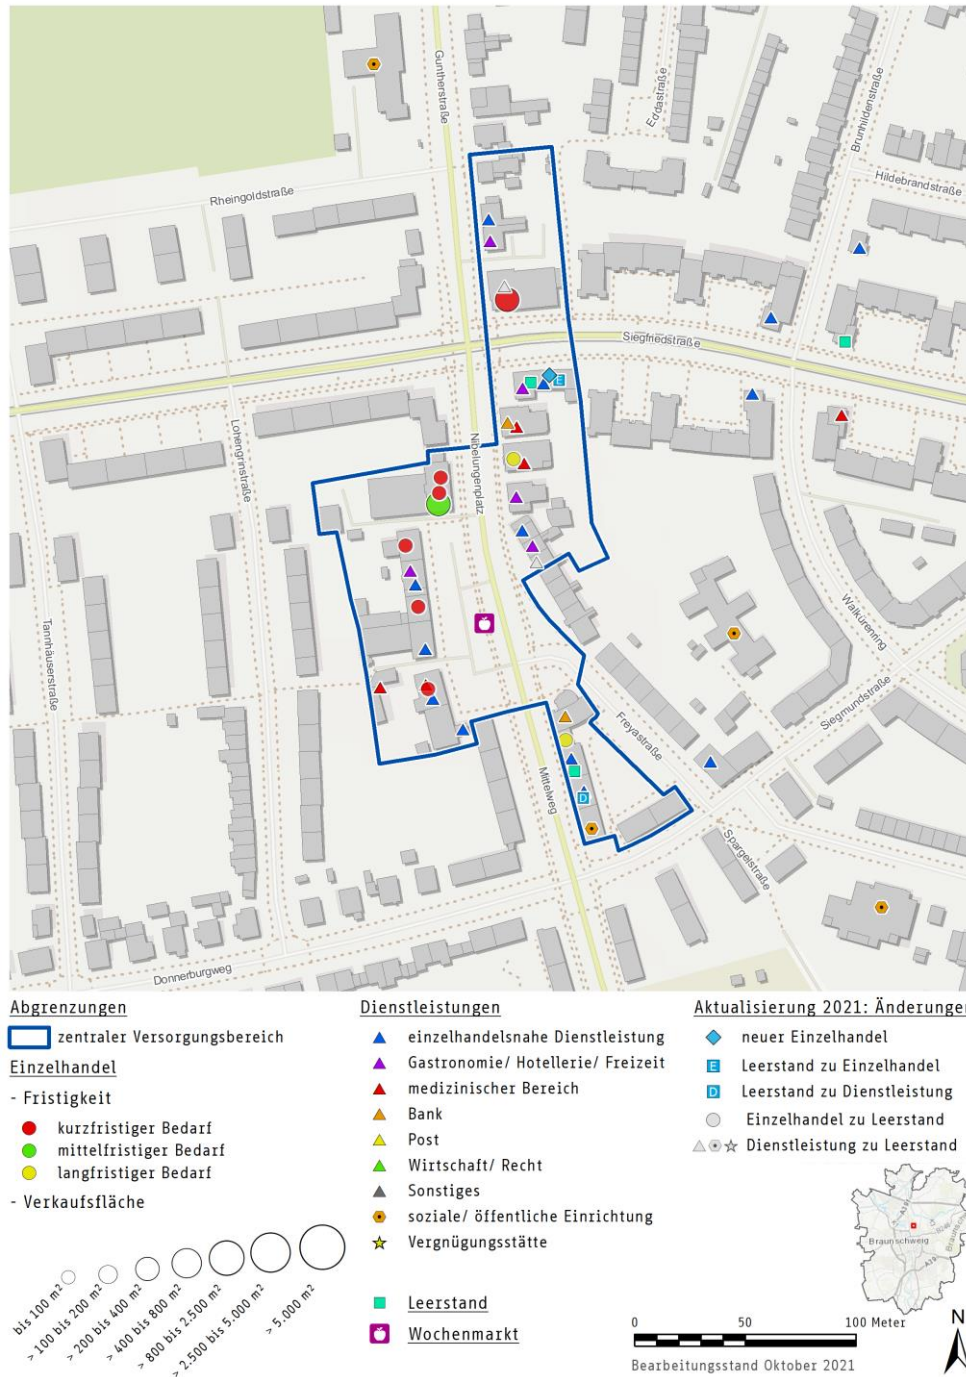 Guntherstraße
Eddastraße
Brunhildenstraße
Hildebrandstraße
Rheingoldstraße
Siegfriedstraße
Lohengrinstraße
Nibelungenplatz
Tannhäuserstraße
Walkürenring
Siegmundstraße
Freyastraße
Mittelweg
Spargelstraße
Donnerburgweg
E
D
Abgrenzungen
zentraler Versorgungsbereich
Einzelhandel
- Fristigkeit
kurzfristiger Bedarf
mittelfristiger Bedarf
langfristiger Bedarf
- Verkaufsfläche
bis 100 m²
> 100 bis 200 m²
> 200 bis 400 m²
> 400 bis 800 m²
> 800 bis 2.500 m²
> 2.500 bis 5.000 m²
> 5.000 m²
Dienstleistungen
einzelhandelsnahe Dienstleistung
Gastronomie/ Hotellerie/ Freizeit
medizinischer Bereich
Bank
Post
Wirtschaft/ Recht
Sonstiges
soziale/ öffentliche Einrichtung
Vergnügungsstätte
Leerstand
Wochenmarkt
Aktualisierung 2021: Änderungen
neuer Einzelhandel
E Leerstand zu Einzelhandel
D Leerstand zu Dienstleistung
Einzelhandel zu Leerstand
Dienstleistung zu Leerstand
Braunschweig
0 50 100 Meter
Bearbeitungsstand Oktober 2021
N